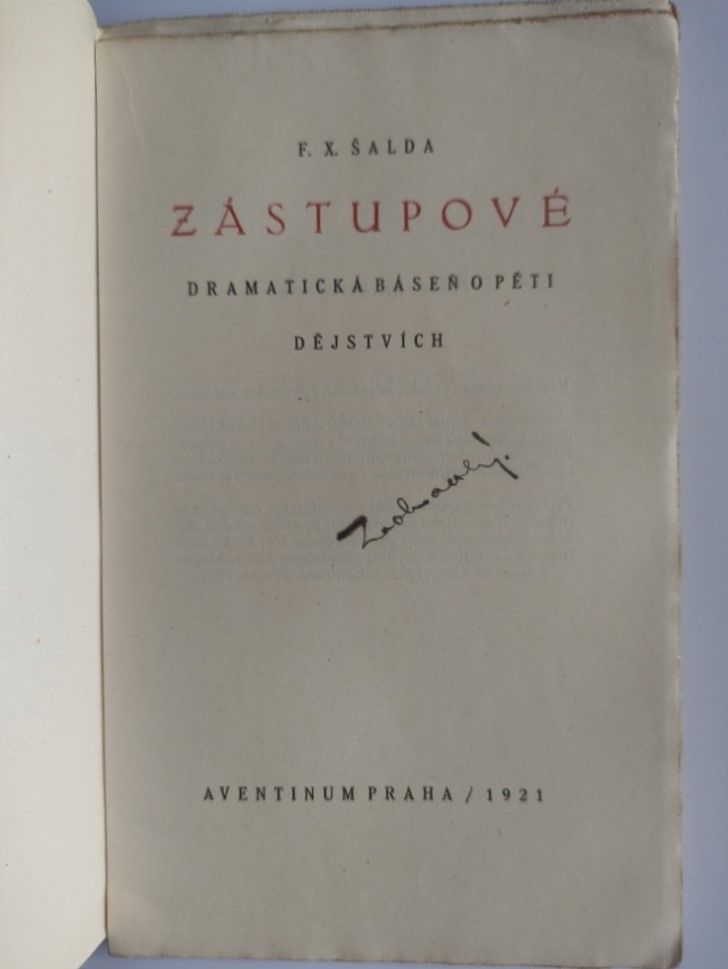 F. X. ŠALDA
ZÁSTUPOVÉ
DRAMATICKÁ BÁSEŇ O PĚTI
DĚJSTVÍCH
AVENTINUM PRAHA / 1921